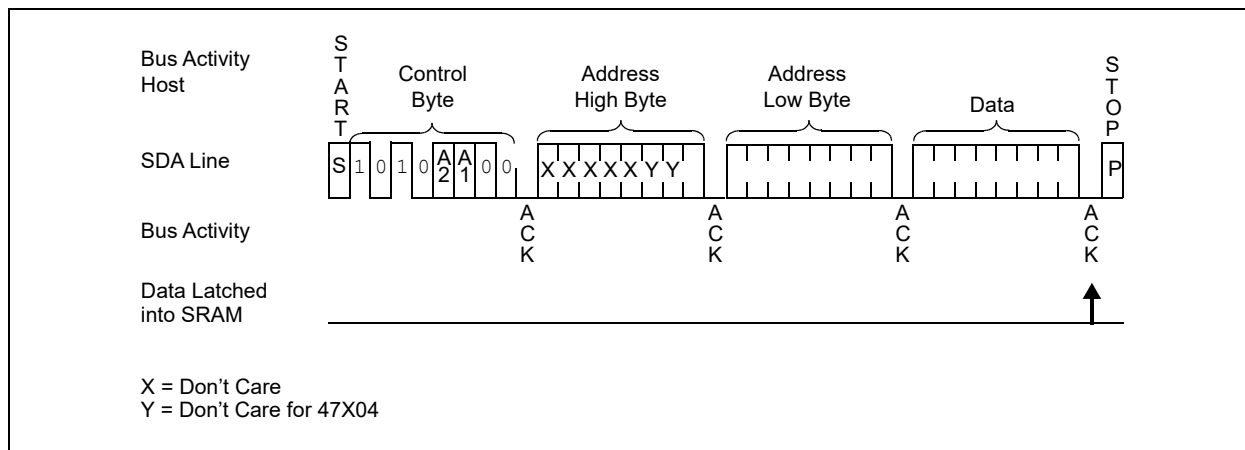 Bus Activity
Host
START
Control
Byte
Address
High Byte
Address
Low Byte
Data
STOP
SDA Line
S 1 0 1 0 A2 A1 0 0
X X X X X Y Y
P
Bus Activity
ACK
ACK
ACK
ACK
Data Latched
into SRAM
X = Don’t Care
Y = Don’t Care for 47X04